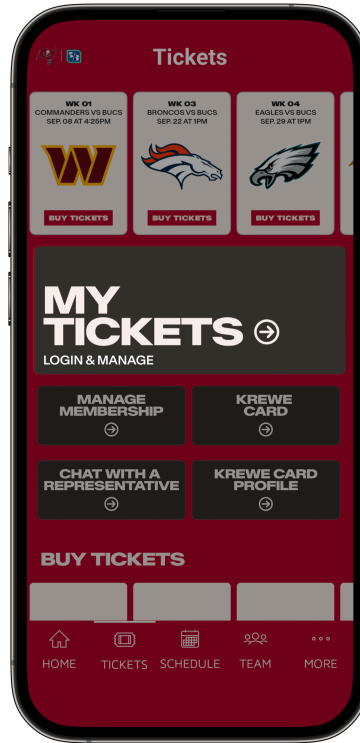 Tickets
WK 01
COMMANDERS VS BUCS
SEP. 08 AT 4:25PM
BUY TICKETS
WK 03
BRONCOS VS BUCS
SEP. 22 AT 1PM
BUY TICKETS
WK 04
EAGLES VS BUCS
SEP. 29 AT 1PM
BUY TICKETS
MY
TICKETS
LOGIN & MANAGE
MANAGE
MEMBERSHIP
KREWE
CARD
CHAT WITH A
REPRESENTATIVE
KREWE CARD
PROFILE
BUY TICKETS
HOME
TICKETS
SCHEDULE
TEAM
MORE